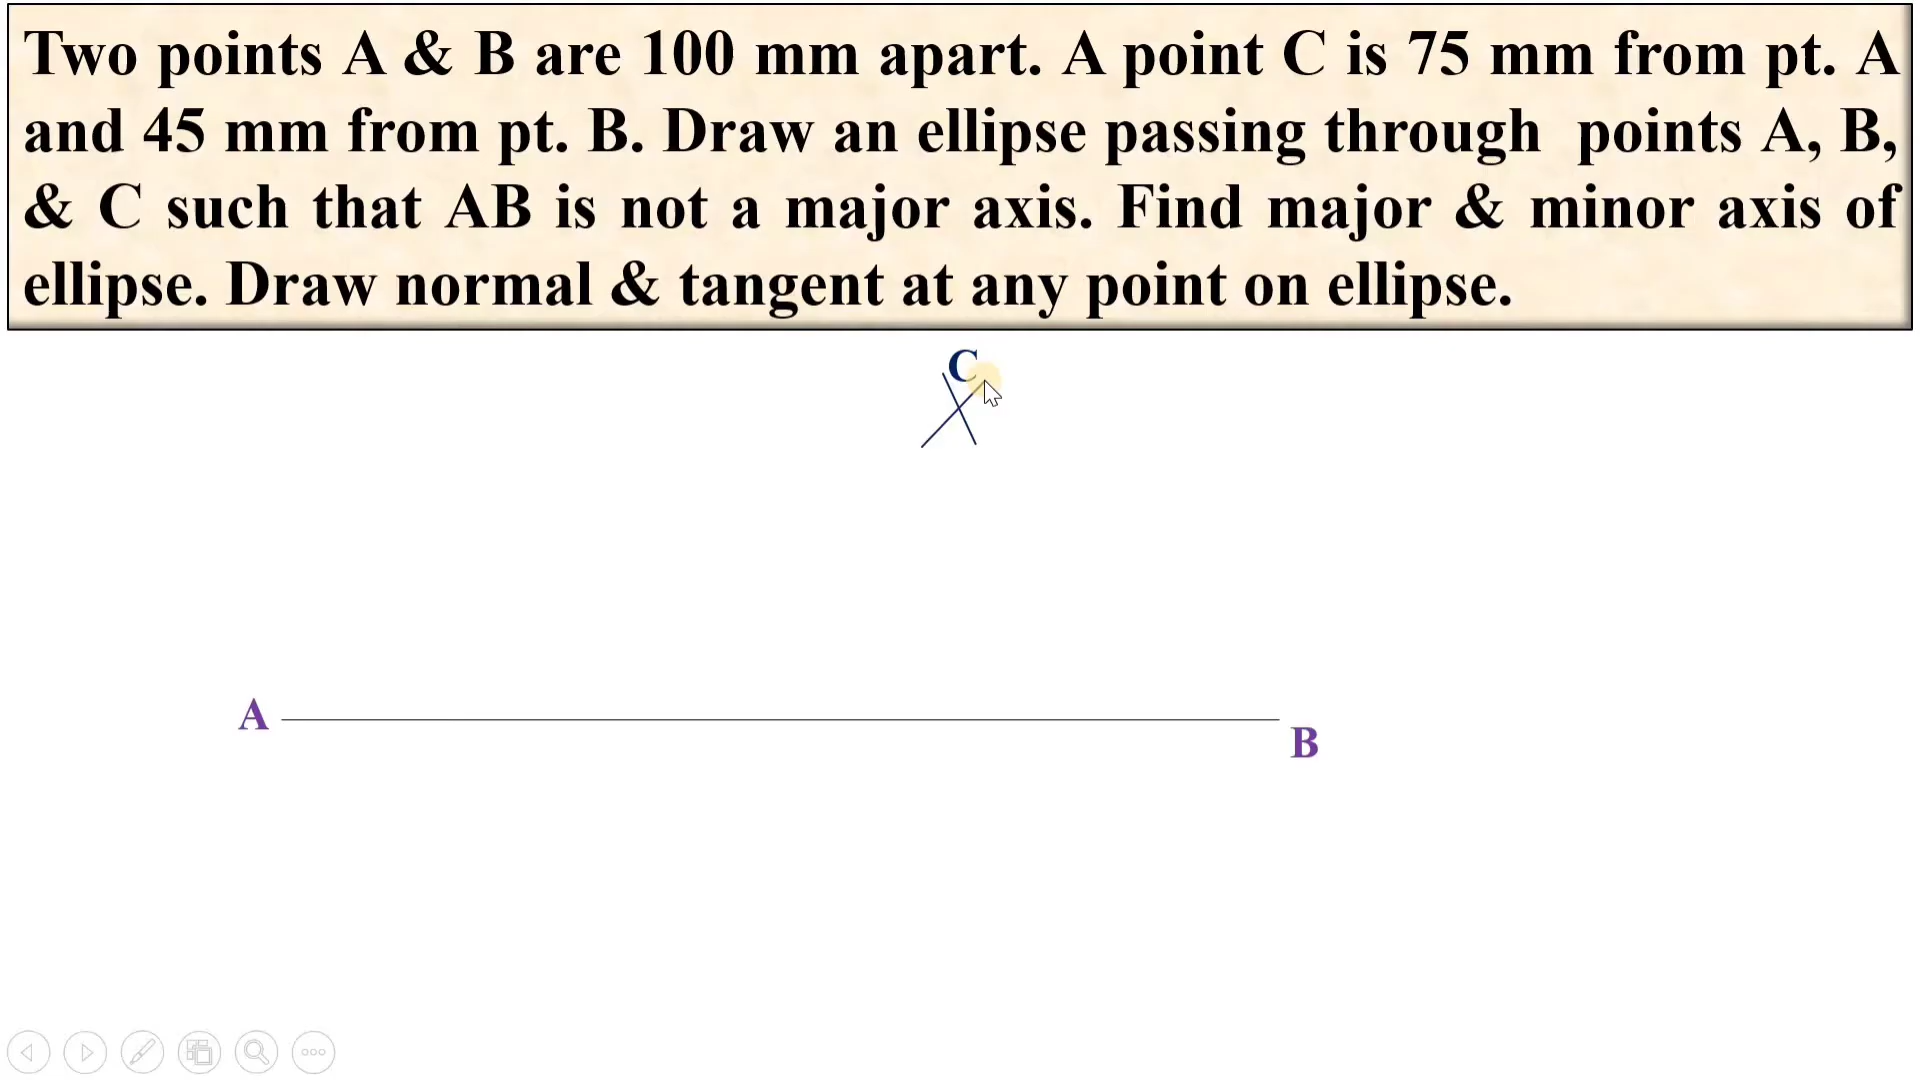 Two points A & B are 100 mm apart. A point C is 75 mm from pt. A
and 45 mm from pt. B. Draw an ellipse passing through points A, B,
& C such that AB is not a major axis. Find major & minor axis of
ellipse. Draw normal & tangent at any point on ellipse.
C
A
B